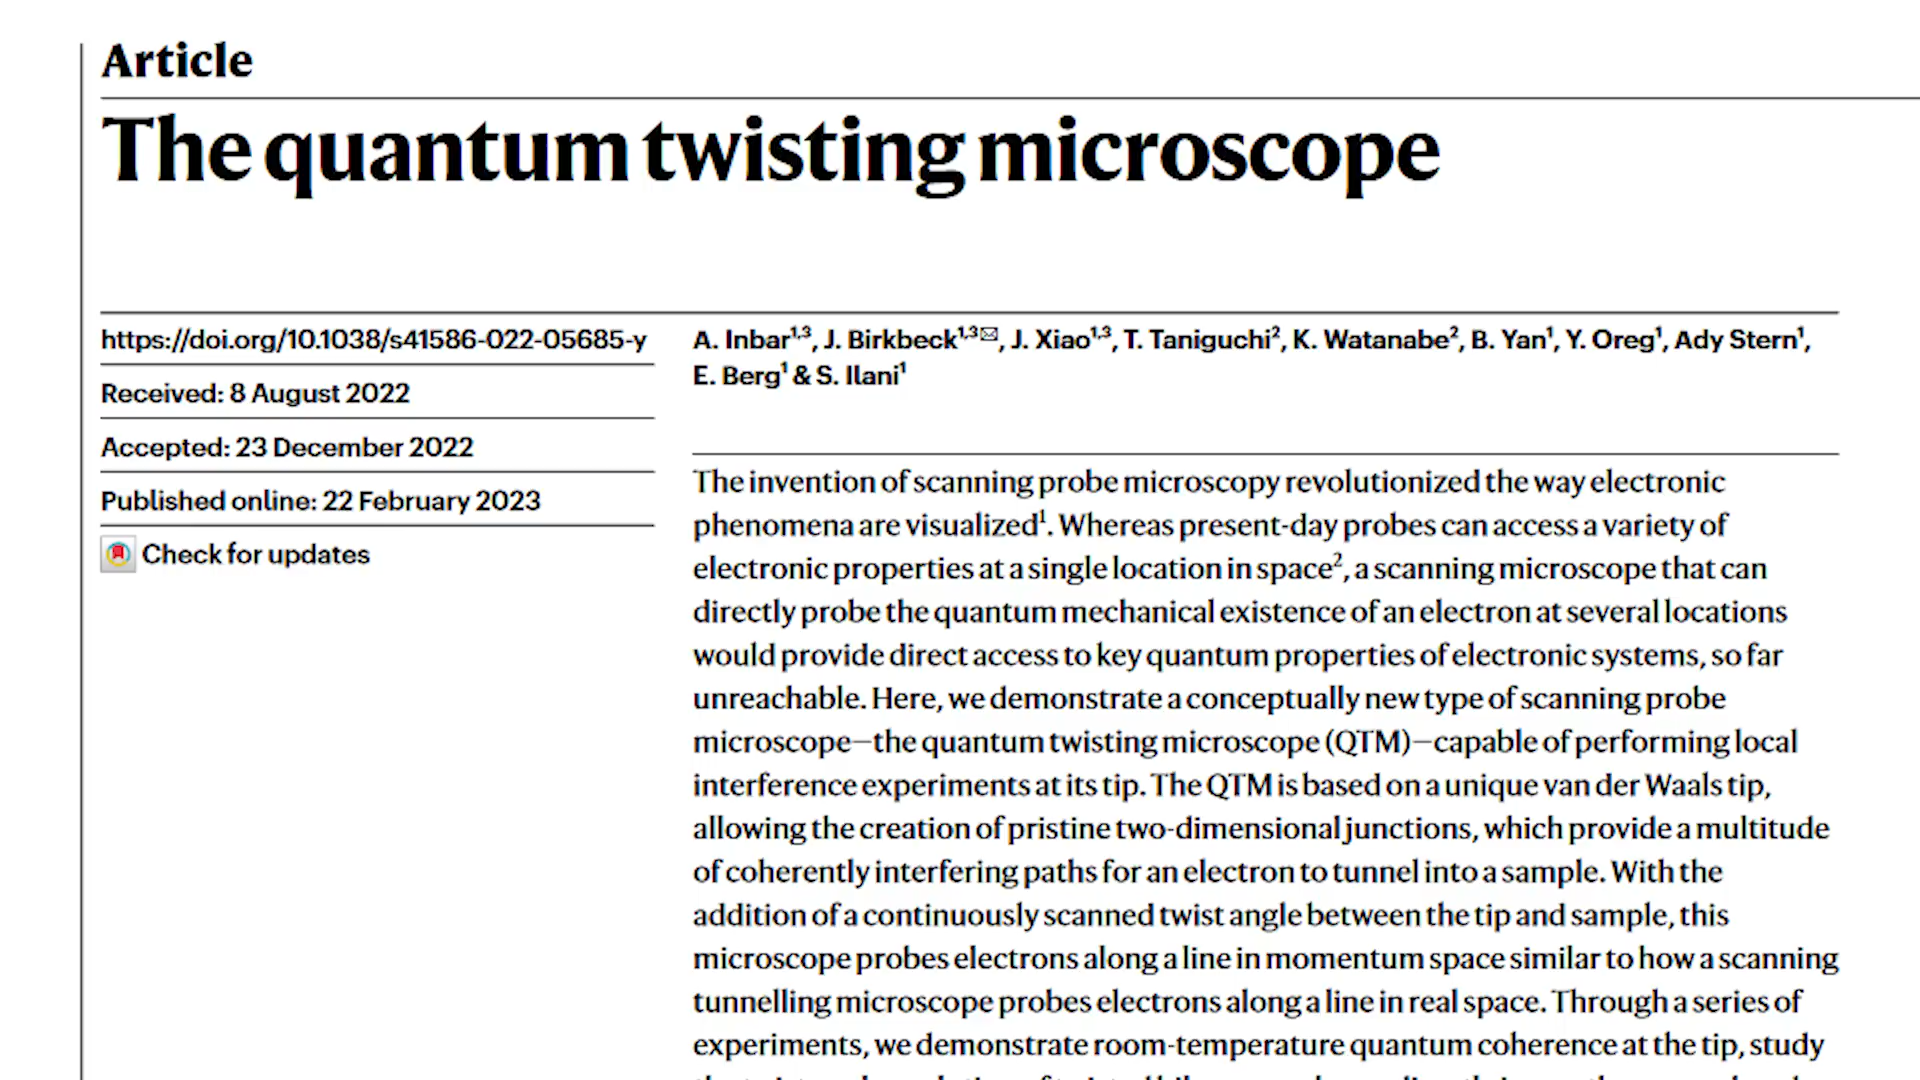 Article
The quantum twisting microscope
https://doi.org/10.1038/s41586-022-05685-y
Received: 8 August 2022
Accepted: 23 December 2022
Published online: 22 February 2023
Check for updates
A. Inbar1,3, J. Birkbeck1,3✉, J. Xiao1,3, T. Taniguchi2, K. Watanabe2, B. Yan1, Y. Oreg1, Ady Stern1,
E. Berg1 & S. Ilani1
The invention of scanning probe microscopy revolutionized the way electronic
phenomena are visualized1. Whereas present-day probes can access a variety of
electronic properties at a single location in space2, a scanning microscope that can
directly probe the quantum mechanical existence of an electron at several locations
would provide direct access to key quantum properties of electronic systems, so far
unreachable. Here, we demonstrate a conceptually new type of scanning probe
microscope—the quantum twisting microscope (QTM)—capable of performing local
interference experiments at its tip. The QTM is based on a unique van der Waals tip,
allowing the creation of pristine two-dimensional junctions, which provide a multitude
of coherently interfering paths for an electron to tunnel into a sample. With the
addition of a continuously scanned twist angle between the tip and sample, this
microscope probes electrons along a line in momentum space similar to how a scanning
tunnelling microscope probes electrons along a line in real space. Through a series of
experiments, we demonstrate room-temperature quantum coherence at the tip, study